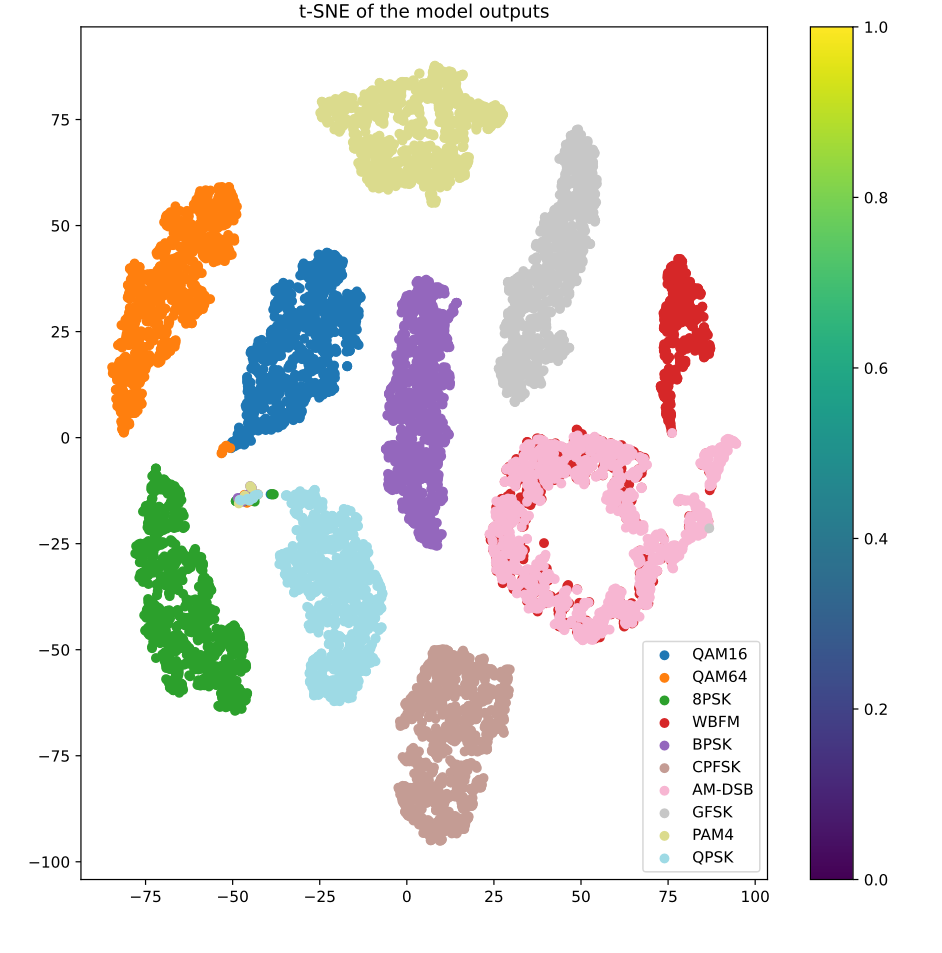 t-SNE of the model outputs
75
50
25
0
−25
−50
−75
−100
−75
−50
−25
0
25
50
75
100
QAM16
QAM64
8PSK
WBFM
BPSK
CPFSK
AM-DSB
GFSK
PAM4
QPSK
1.0
0.8
0.6
0.4
0.2
0.0